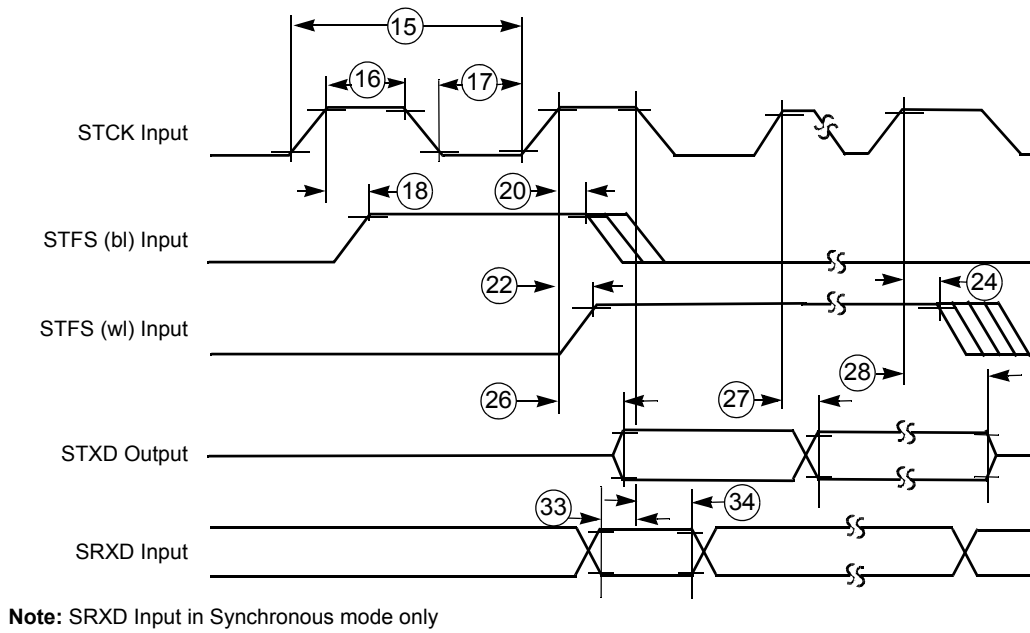 15
16
17
STCK Input
18
20
STFS (bl) Input
22
24
STFS (wl) Input
28
26
27
STXD Output
33
34
SRXD Input
Note: SRXD Input in Synchronous mode only